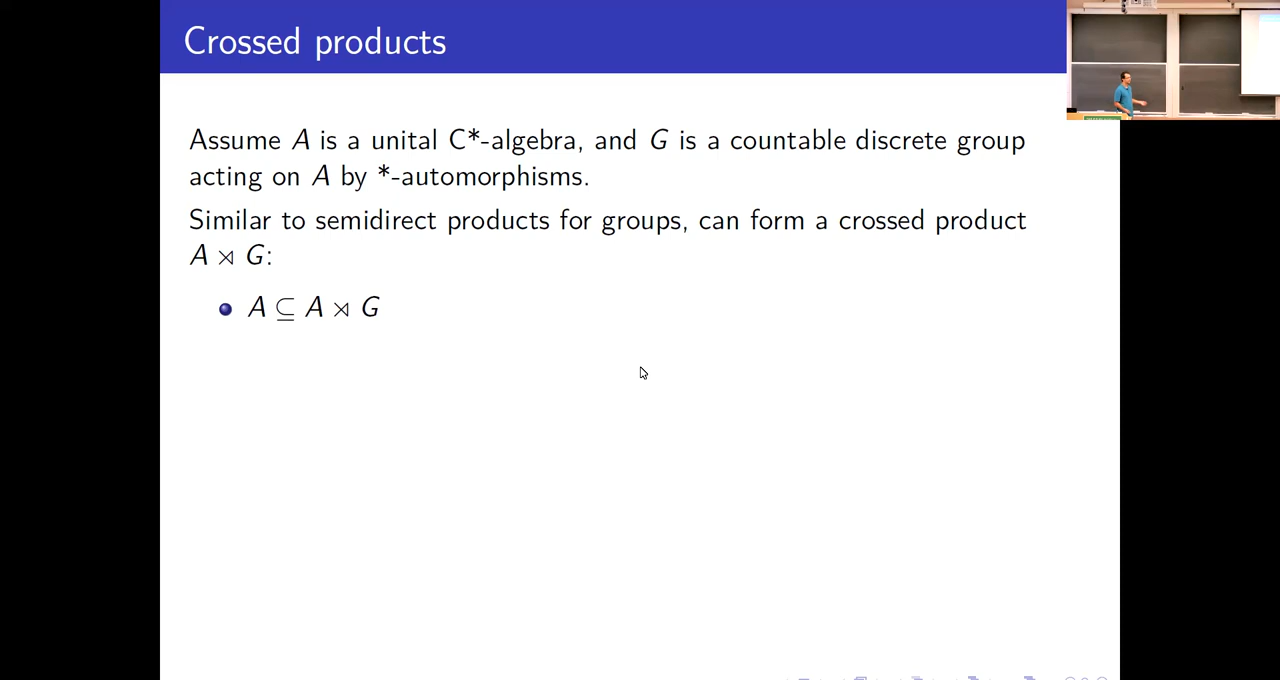 Crossed products
Assume A is a unital C*-algebra, and G is a countable discrete group
acting on A by *-automorphisms.
Similar to semidirect products for groups, can form a crossed product
A ⋊ G:
A ⊆ A ⋊ G